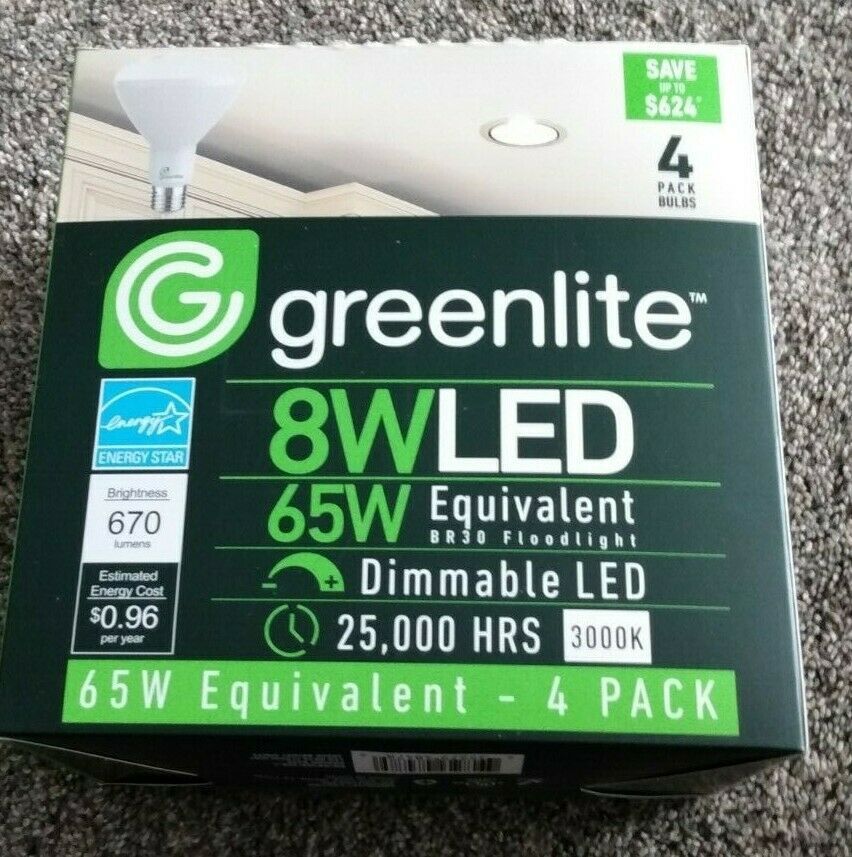 SAVE
UP TO
$624*
4
PACK
BULBS
greenlite™
8WLED
energy
ENERGY STAR
65W Equivalent
BR30 Floodlight
Brightness
670
lumens
Dimmable LED
Estimated
Energy Cost
$0.96
per year
25,000 HRS 3000K
65W Equivalent - 4 PACK